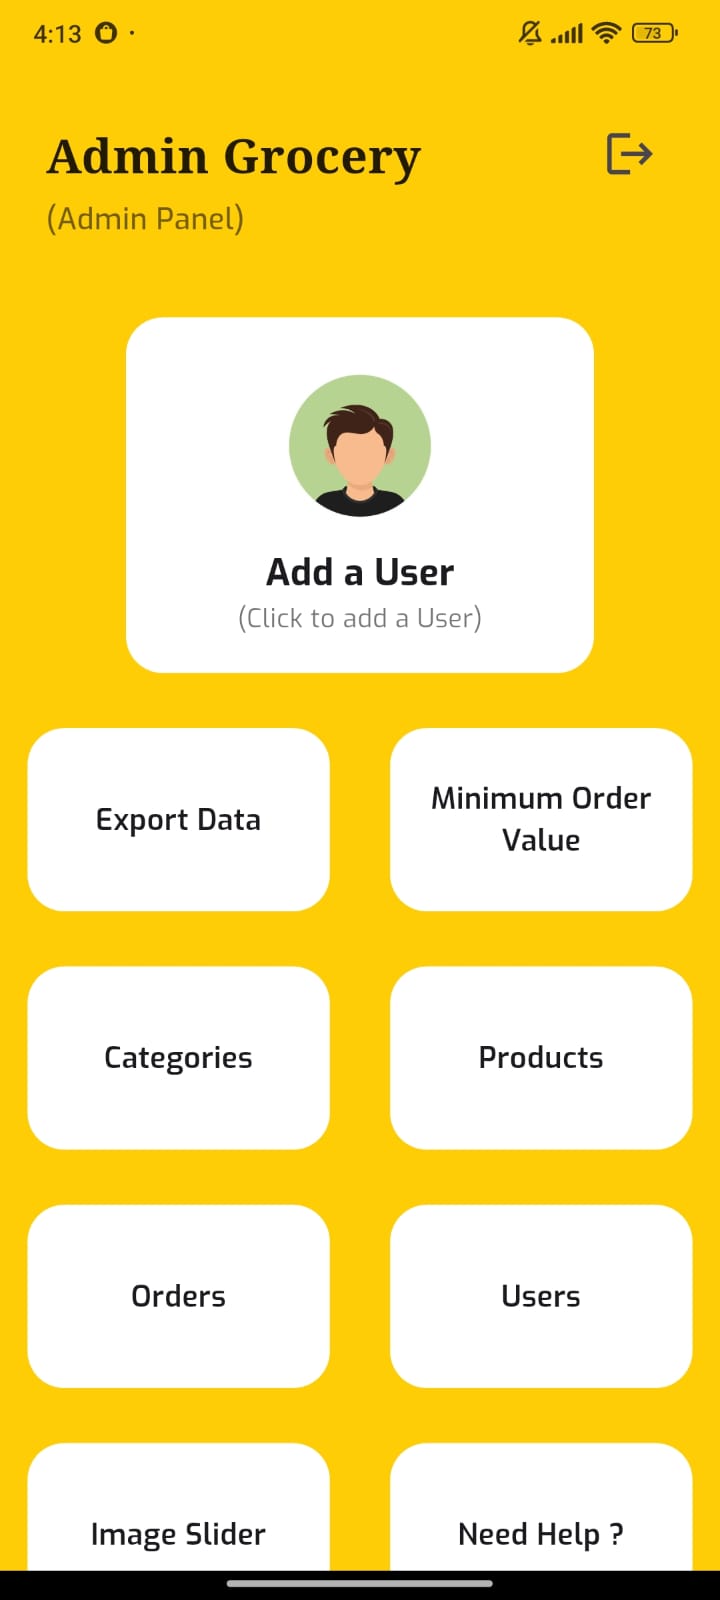 4:13
73
Admin Grocery
(Admin Panel)
Add a User
(Click to add a User)
Export Data
Minimum Order
Value
Categories
Products
Orders
Users
Image Slider
Need Help ?